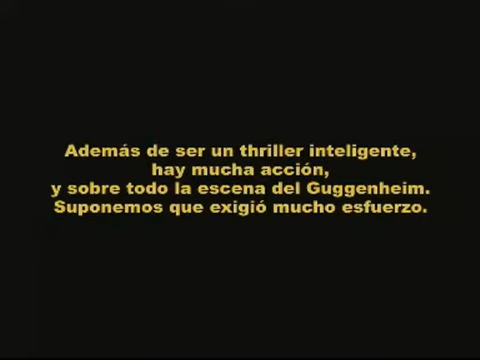 Además de ser un thriller inteligente,
hay mucha acción,
y sobre todo la escena del Guggenheim.
Suponemos que exigió mucho esfuerzo.